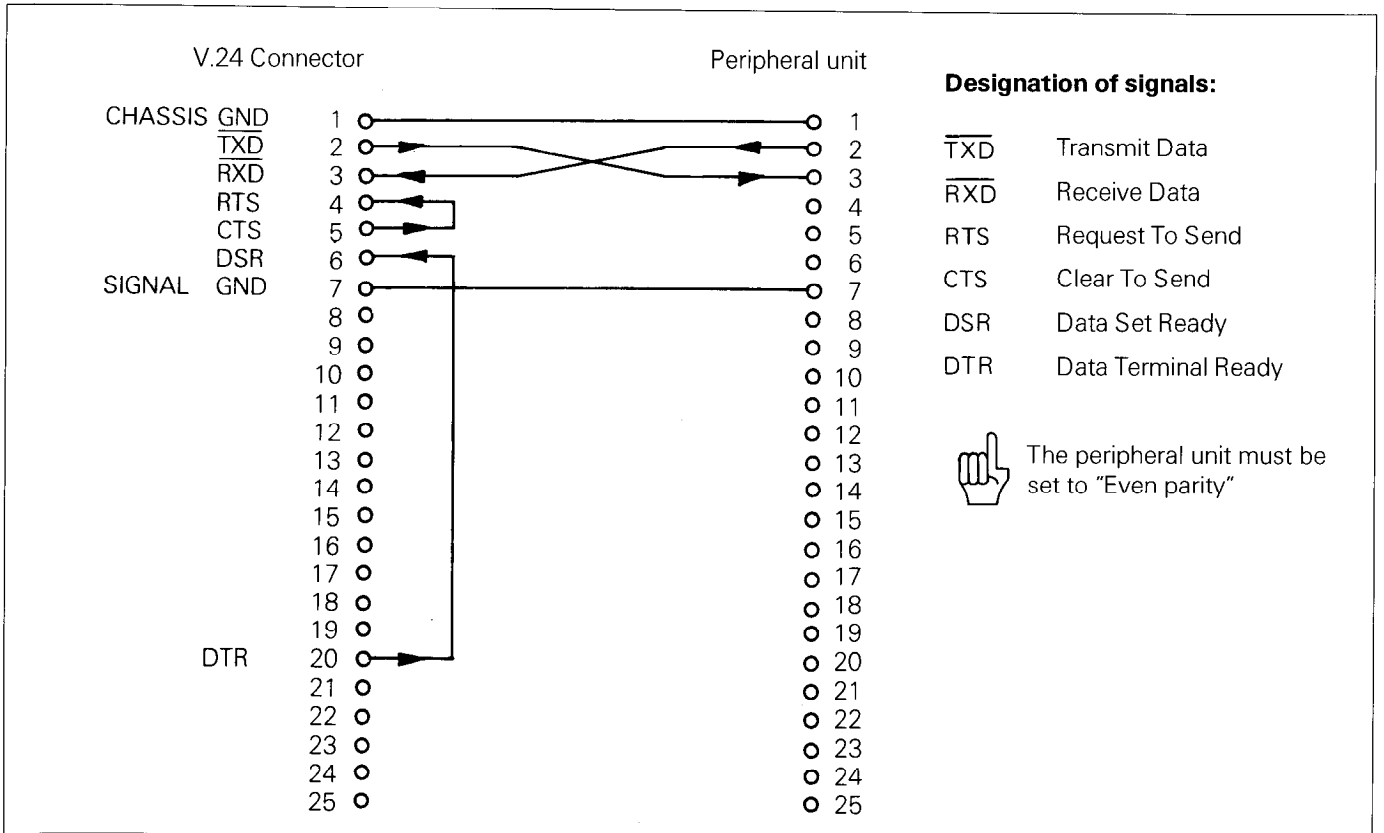 V.24 Connector
Peripheral unit
CHASSIS GND 1
TXD 2
RXD 3
RTS 4
CTS 5
DSR 6
SIGNAL GND 7
8
9
10
11
12
13
14
15
16
17
18
19
DTR 20
21
22
23
24
25
1
2
3
4
5
6
7
8
9
10
11
12
13
14
15
16
17
18
19
20
21
22
23
24
25
Designation of signals:
TXD Transmit Data
RXD Receive Data
RTS Request To Send
CTS Clear To Send
DSR Data Set Ready
DTR Data Terminal Ready
The peripheral unit must be
set to "Even parity"